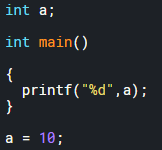 int a;
int main()
{
  printf("%d",a);
}
a = 10;